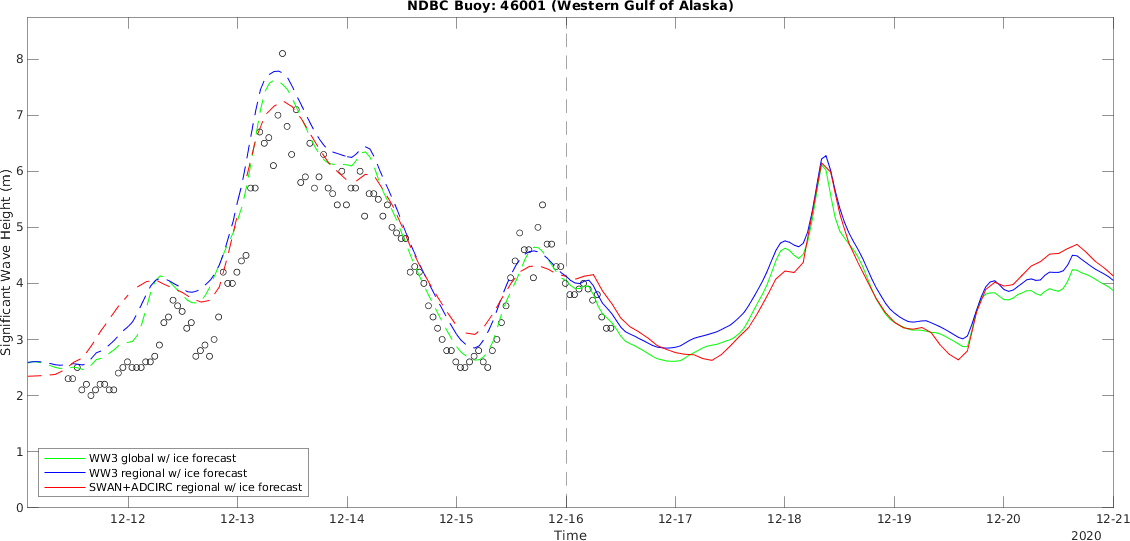 NDBC Buoy: 46001 (Western Gulf of Alaska)
Significant Wave Height (m)
8
7
6
5
4
3
2
1
0
WW3 global w/ ice forecast
WW3 regional w/ ice forecast
SWAN+ADCIRC regional w/ ice forecast
12-12 12-13 12-14 12-15 12-16 12-17 12-18 12-19 12-20 12-21
Time
2020